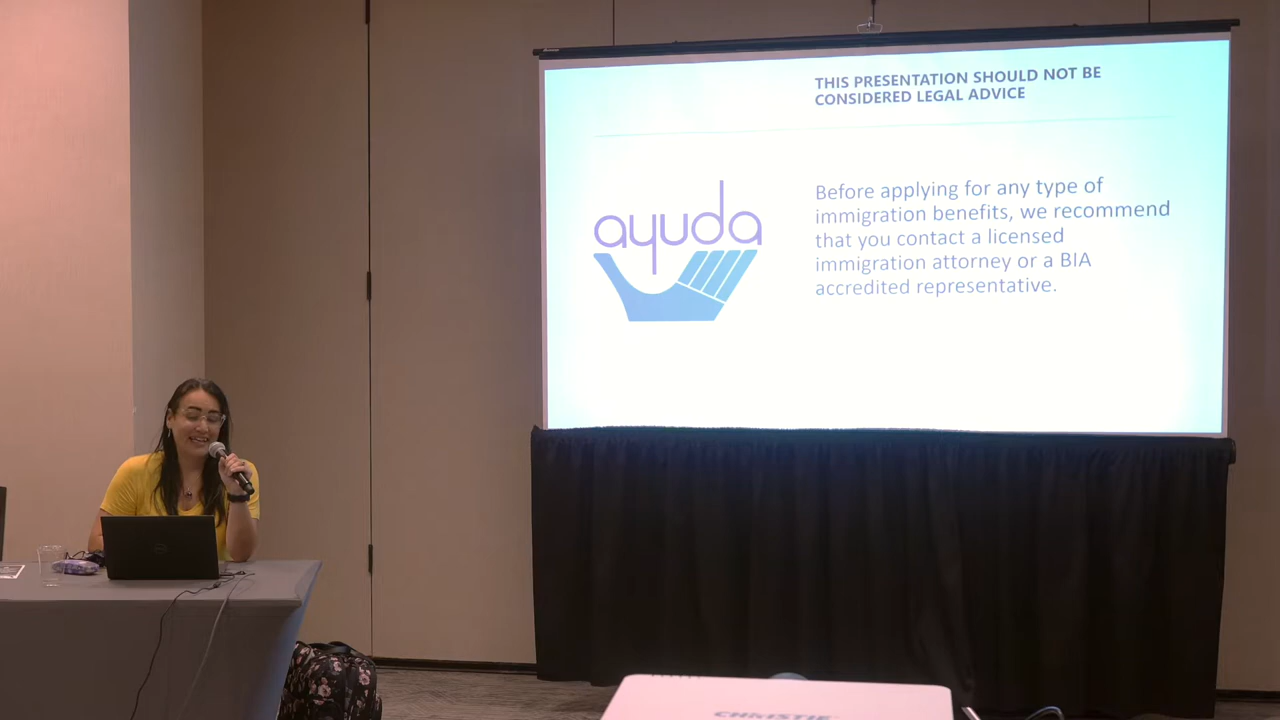 THIS PRESENTATION SHOULD NOT BE
CONSIDERED LEGAL ADVICE
ayuda
Before applying for any type of
immigration benefits, we recommend
that you contact a licensed
immigration attorney or a BIA
accredited representative.
CHRISTIE